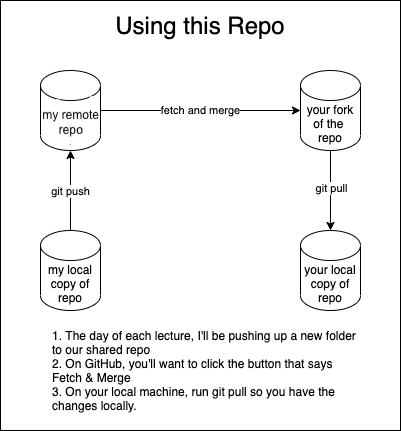 Using this Repo
my remote
repo
fetch and merge
your fork
of the
repo
git push
git pull
my local
copy of
repo
your local
copy of
repo
1. The day of each lecture, I'll be pushing up a new folder
to our shared repo
2. On GitHub, you'll want to click the button that says
Fetch & Merge
3. On your local machine, run git pull so you have the
changes locally.